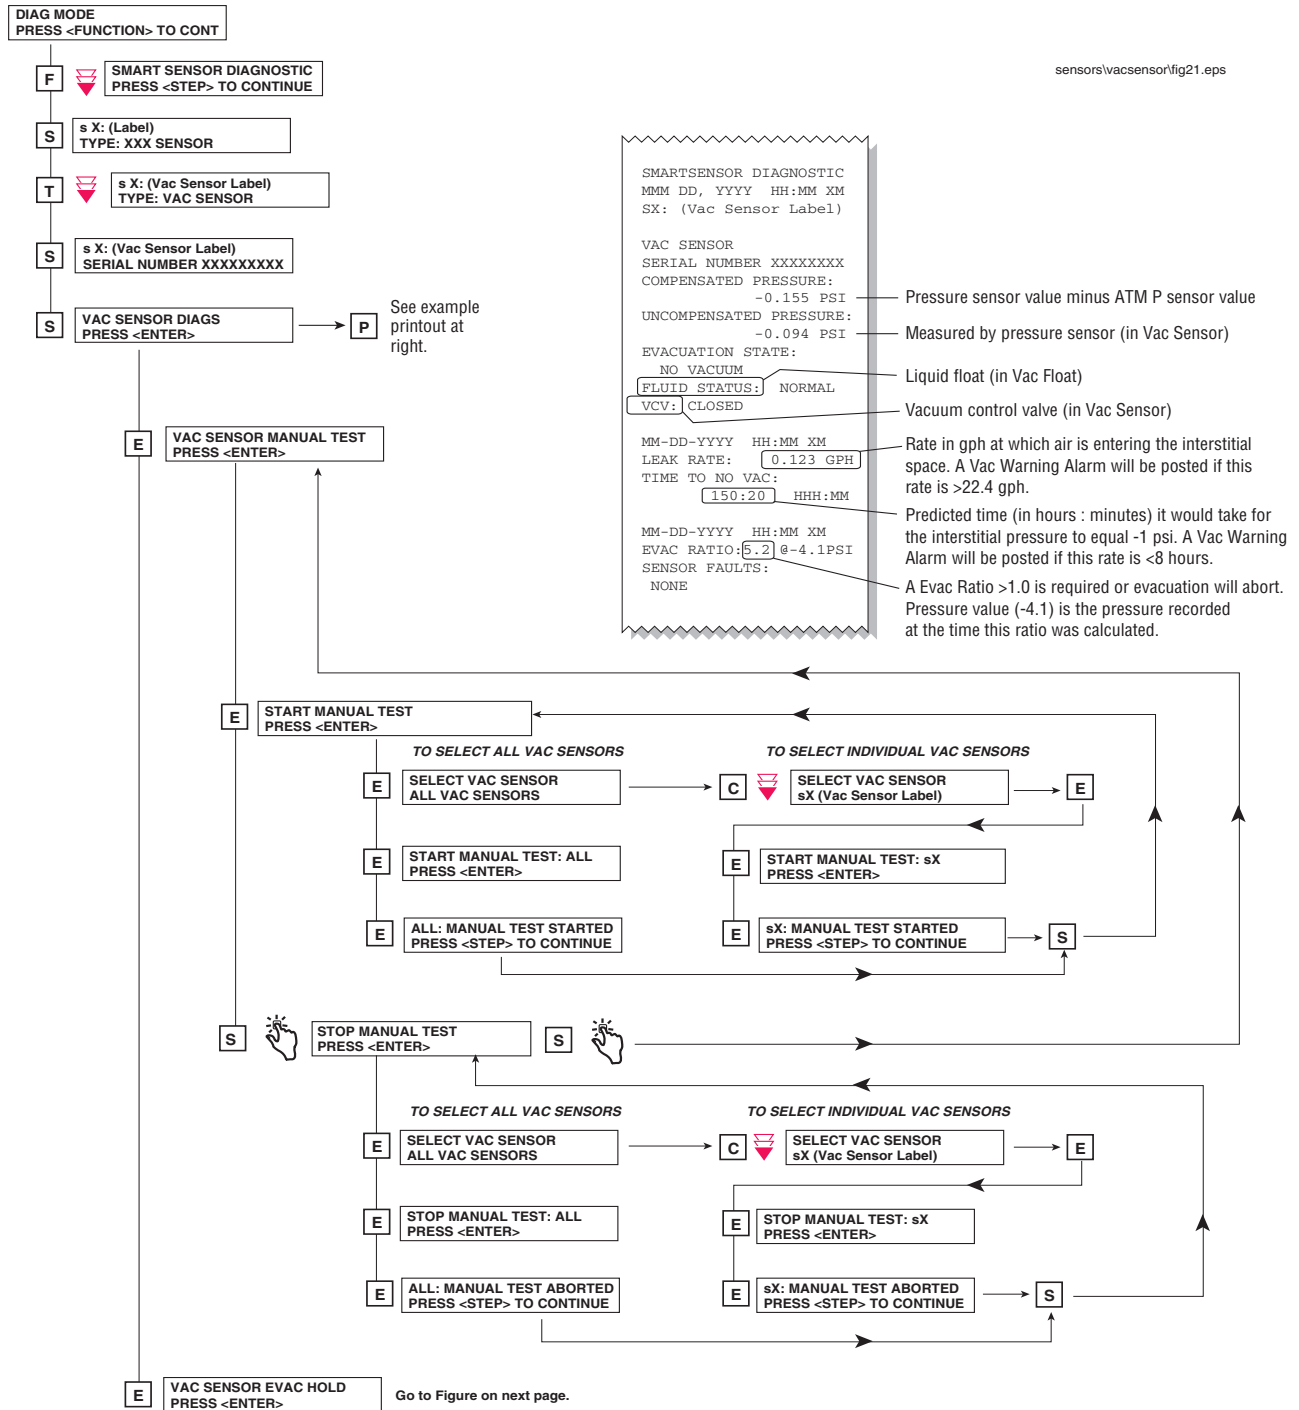 DIAG MODE
PRESS <FUNCTION> TO CONT
sensors\vacsensor\fig21.eps
F
SMART SENSOR DIAGNOSTIC
PRESS <STEP> TO CONTINUE
S
s X: (Label)
TYPE: XXX SENSOR
T
s X: (Vac Sensor Label)
TYPE: VAC SENSOR
S
s X: (Vac Sensor Label)
SERIAL NUMBER XXXXXXXXX
S
VAC SENSOR DIAGS
PRESS <ENTER>
P
See example
printout at
right.
SMARTSENSOR DIAGNOSTIC
MMM DD, YYYY HH:MM XM
SX: (Vac Sensor Label)
VAC SENSOR
SERIAL NUMBER XXXXXXXX
COMPENSATED PRESSURE:
-0.155 PSI
UNCOMPENSATED PRESSURE:
-0.094 PSI
EVACUATION STATE:
NO VACUUM
FLUID STATUS: NORMAL
VCV: CLOSED
MM-DD-YYYY HH:MM XM
LEAK RATE: 0.123 GPH
TIME TO NO VAC:
150:20 HHH:MM
MM-DD-YYYY HH:MM XM
EVAC RATIO:5.2 @-4.1PSI
SENSOR FAULTS:
NONE
Pressure sensor value minus ATM P sensor value
Measured by pressure sensor (in Vac Sensor)
Liquid float (in Vac Float)
Vacuum control valve (in Vac Sensor)
Rate in gph at which air is entering the interstitial
space. A Vac Warning Alarm will be posted if this
rate is >22.4 gph.
Predicted time (in hours : minutes) it would take for
the interstitial pressure to equal -1 psi. A Vac Warning
Alarm will be posted if this rate is <8 hours.
A Evac Ratio >1.0 is required or evacuation will abort.
Pressure value (-4.1) is the pressure recorded
at the time this ratio was calculated.
E
VAC SENSOR MANUAL TEST
PRESS <ENTER>
E
START MANUAL TEST
PRESS <ENTER>
TO SELECT ALL VAC SENSORS
TO SELECT INDIVIDUAL VAC SENSORS
E
SELECT VAC SENSOR
ALL VAC SENSORS
C
SELECT VAC SENSOR
sX (Vac Sensor Label)
E
E
START MANUAL TEST: ALL
PRESS <ENTER>
E
START MANUAL TEST: sX
PRESS <ENTER>
E
ALL: MANUAL TEST STARTED
PRESS <STEP> TO CONTINUE
E
sX: MANUAL TEST STARTED
PRESS <STEP> TO CONTINUE
S
S
STOP MANUAL TEST
PRESS <ENTER>
S
TO SELECT ALL VAC SENSORS
TO SELECT INDIVIDUAL VAC SENSORS
E
SELECT VAC SENSOR
ALL VAC SENSORS
C
SELECT VAC SENSOR
sX (Vac Sensor Label)
E
E
STOP MANUAL TEST: ALL
PRESS <ENTER>
E
STOP MANUAL TEST: sX
PRESS <ENTER>
E
ALL: MANUAL TEST ABORTED
PRESS <STEP> TO CONTINUE
E
sX: MANUAL TEST ABORTED
PRESS <STEP> TO CONTINUE
S
E
VAC SENSOR EVAC HOLD
PRESS <ENTER>
Go to Figure on next page.